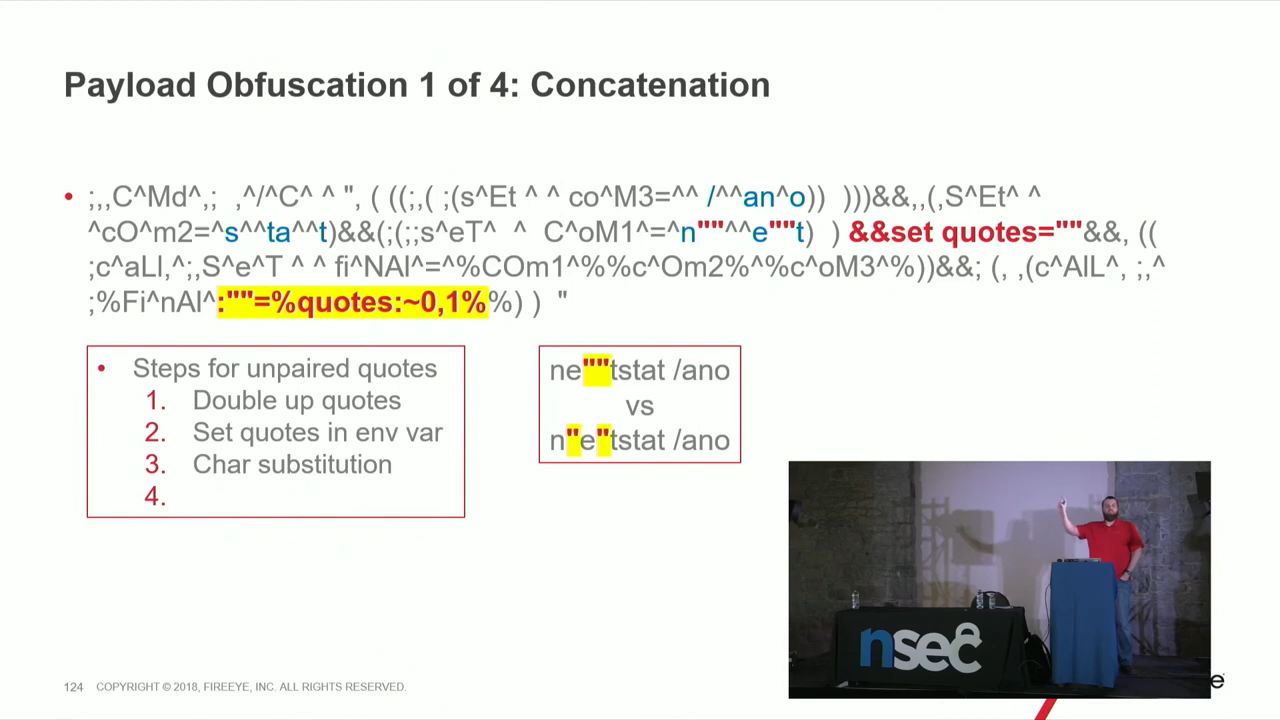 Payload Obfuscation 1 of 4: Concatenation
• ;,,C^Md^,; ,^/^C^ ^ ", ( ((;,( ;(s^Et ^ ^ co^M3=^^ /^^an^o)) )))&&,,(,S^Et^ ^
^cO^m2=^s^^ta^^t)&&(;(;;s^eT^ ^ C^oM1^=^n""^^e""t) ) &&set quotes=""&&, ((
;c^aLl,^;,,S^e^T ^ ^ fi^NAl^=^%COm1^%%c^Om2%^%c^oM3^%))&&; (, ,(c^AlL^, ;,^
;%Fi^nAl^:""=%quotes:~0,1%%) ) "
• Steps for unpaired quotes
1. Double up quotes
2. Set quotes in env var
3. Char substitution
4.
ne""tstat /ano
vs
n"e"tstat /ano
nsec
124 COPYRIGHT © 2018, FIREEYE, INC. ALL RIGHTS RESERVED.